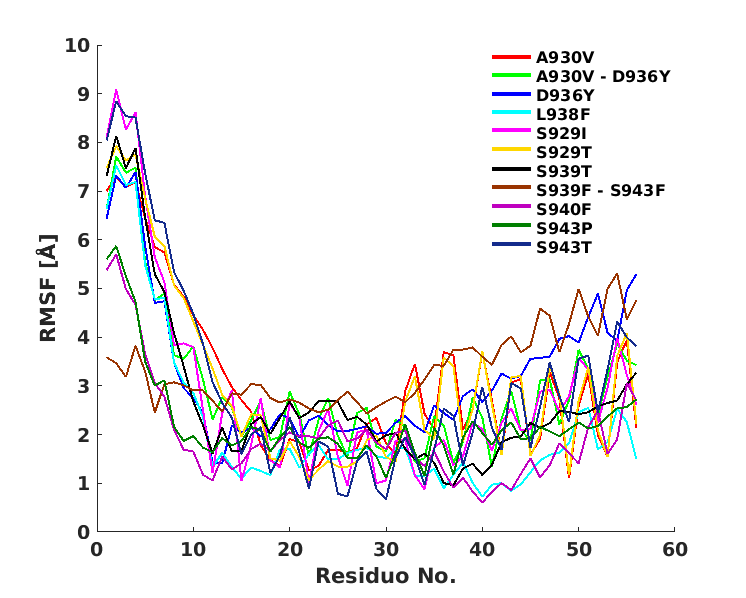 10
9
8
7
6
5
4
3
2
1
0
0 10 20 30 40 50 60
RMSF [Å]
Residuo No.
A930V
A930V - D936Y
D936Y
L938F
S929I
S929T
S939T
S939F - S943F
S940F
S943P
S943T